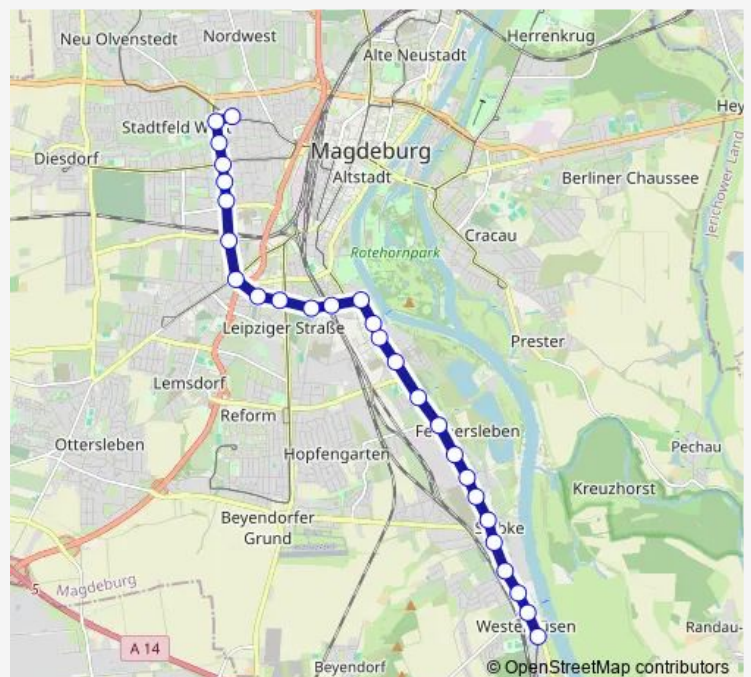 Neu Olvenstedt
Nordwest
Herrenkrug
Alte Neustadt
Hey
Stadtfeld W
Magdeburg
Diesdorf
Altstadt
Berliner Chaussee
Jerichower Land
Cracau
Rotehornpark
Leipziger Straße
Prester
Lemsdorf
Reform
Ottersleben
Hopfengarten
Pechau
Kreuzhorst
Beyendorfer
Grund
5
Magdeburg
A 14
Randau-
Beyendorf
© OpenStreetMap contributors